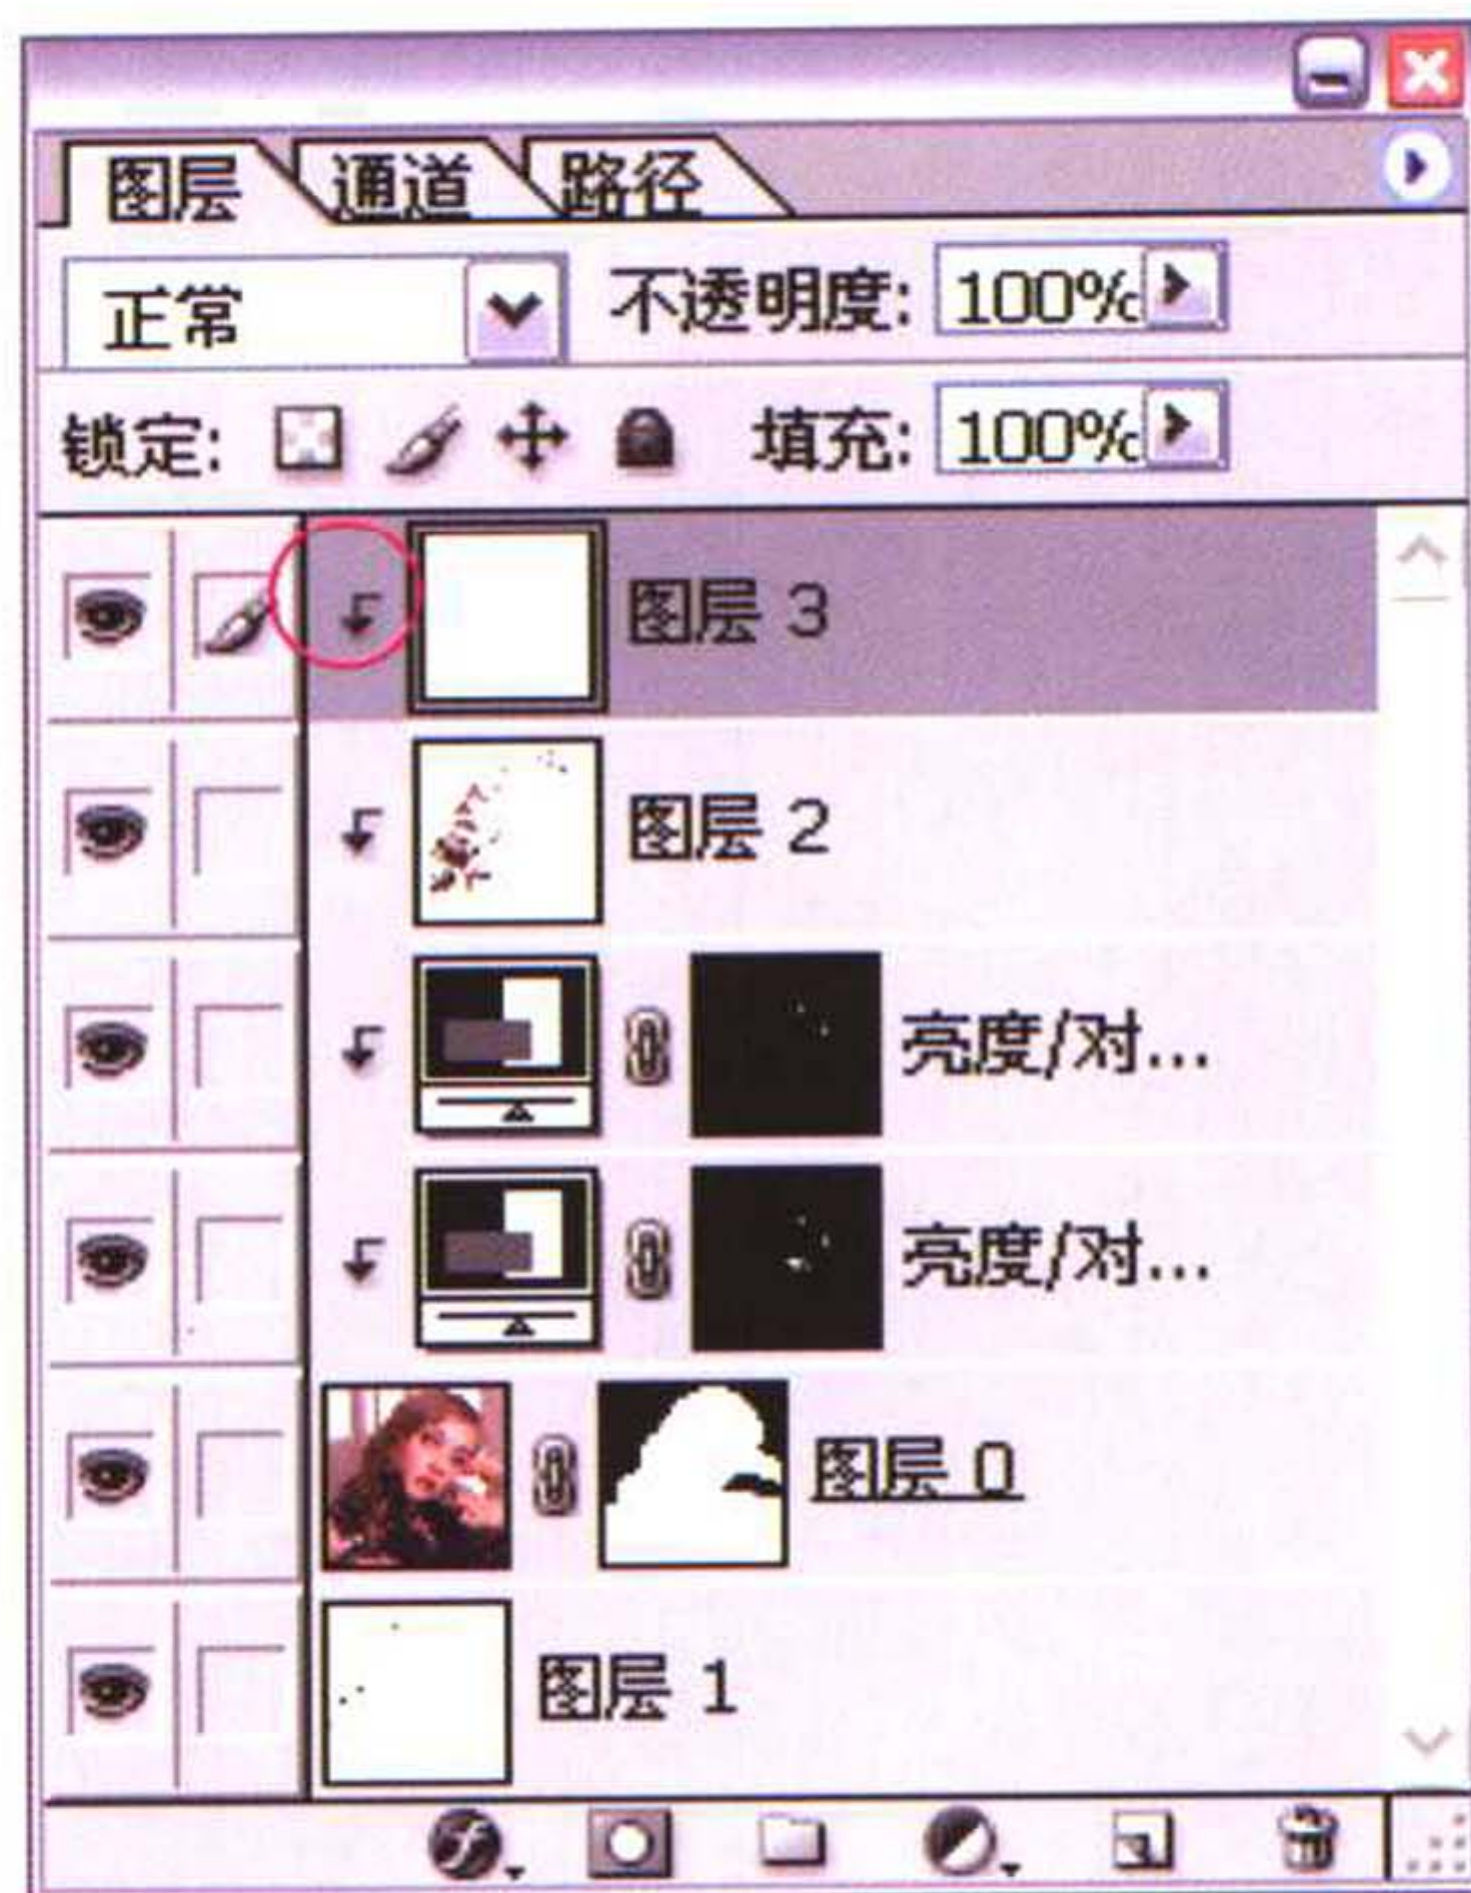 图层 通道 路径
正常 不透明度: 100%
锁定: 填充: 100%
图层 3
图层 2
亮度/对...
亮度/对...
图层 0
图层 1